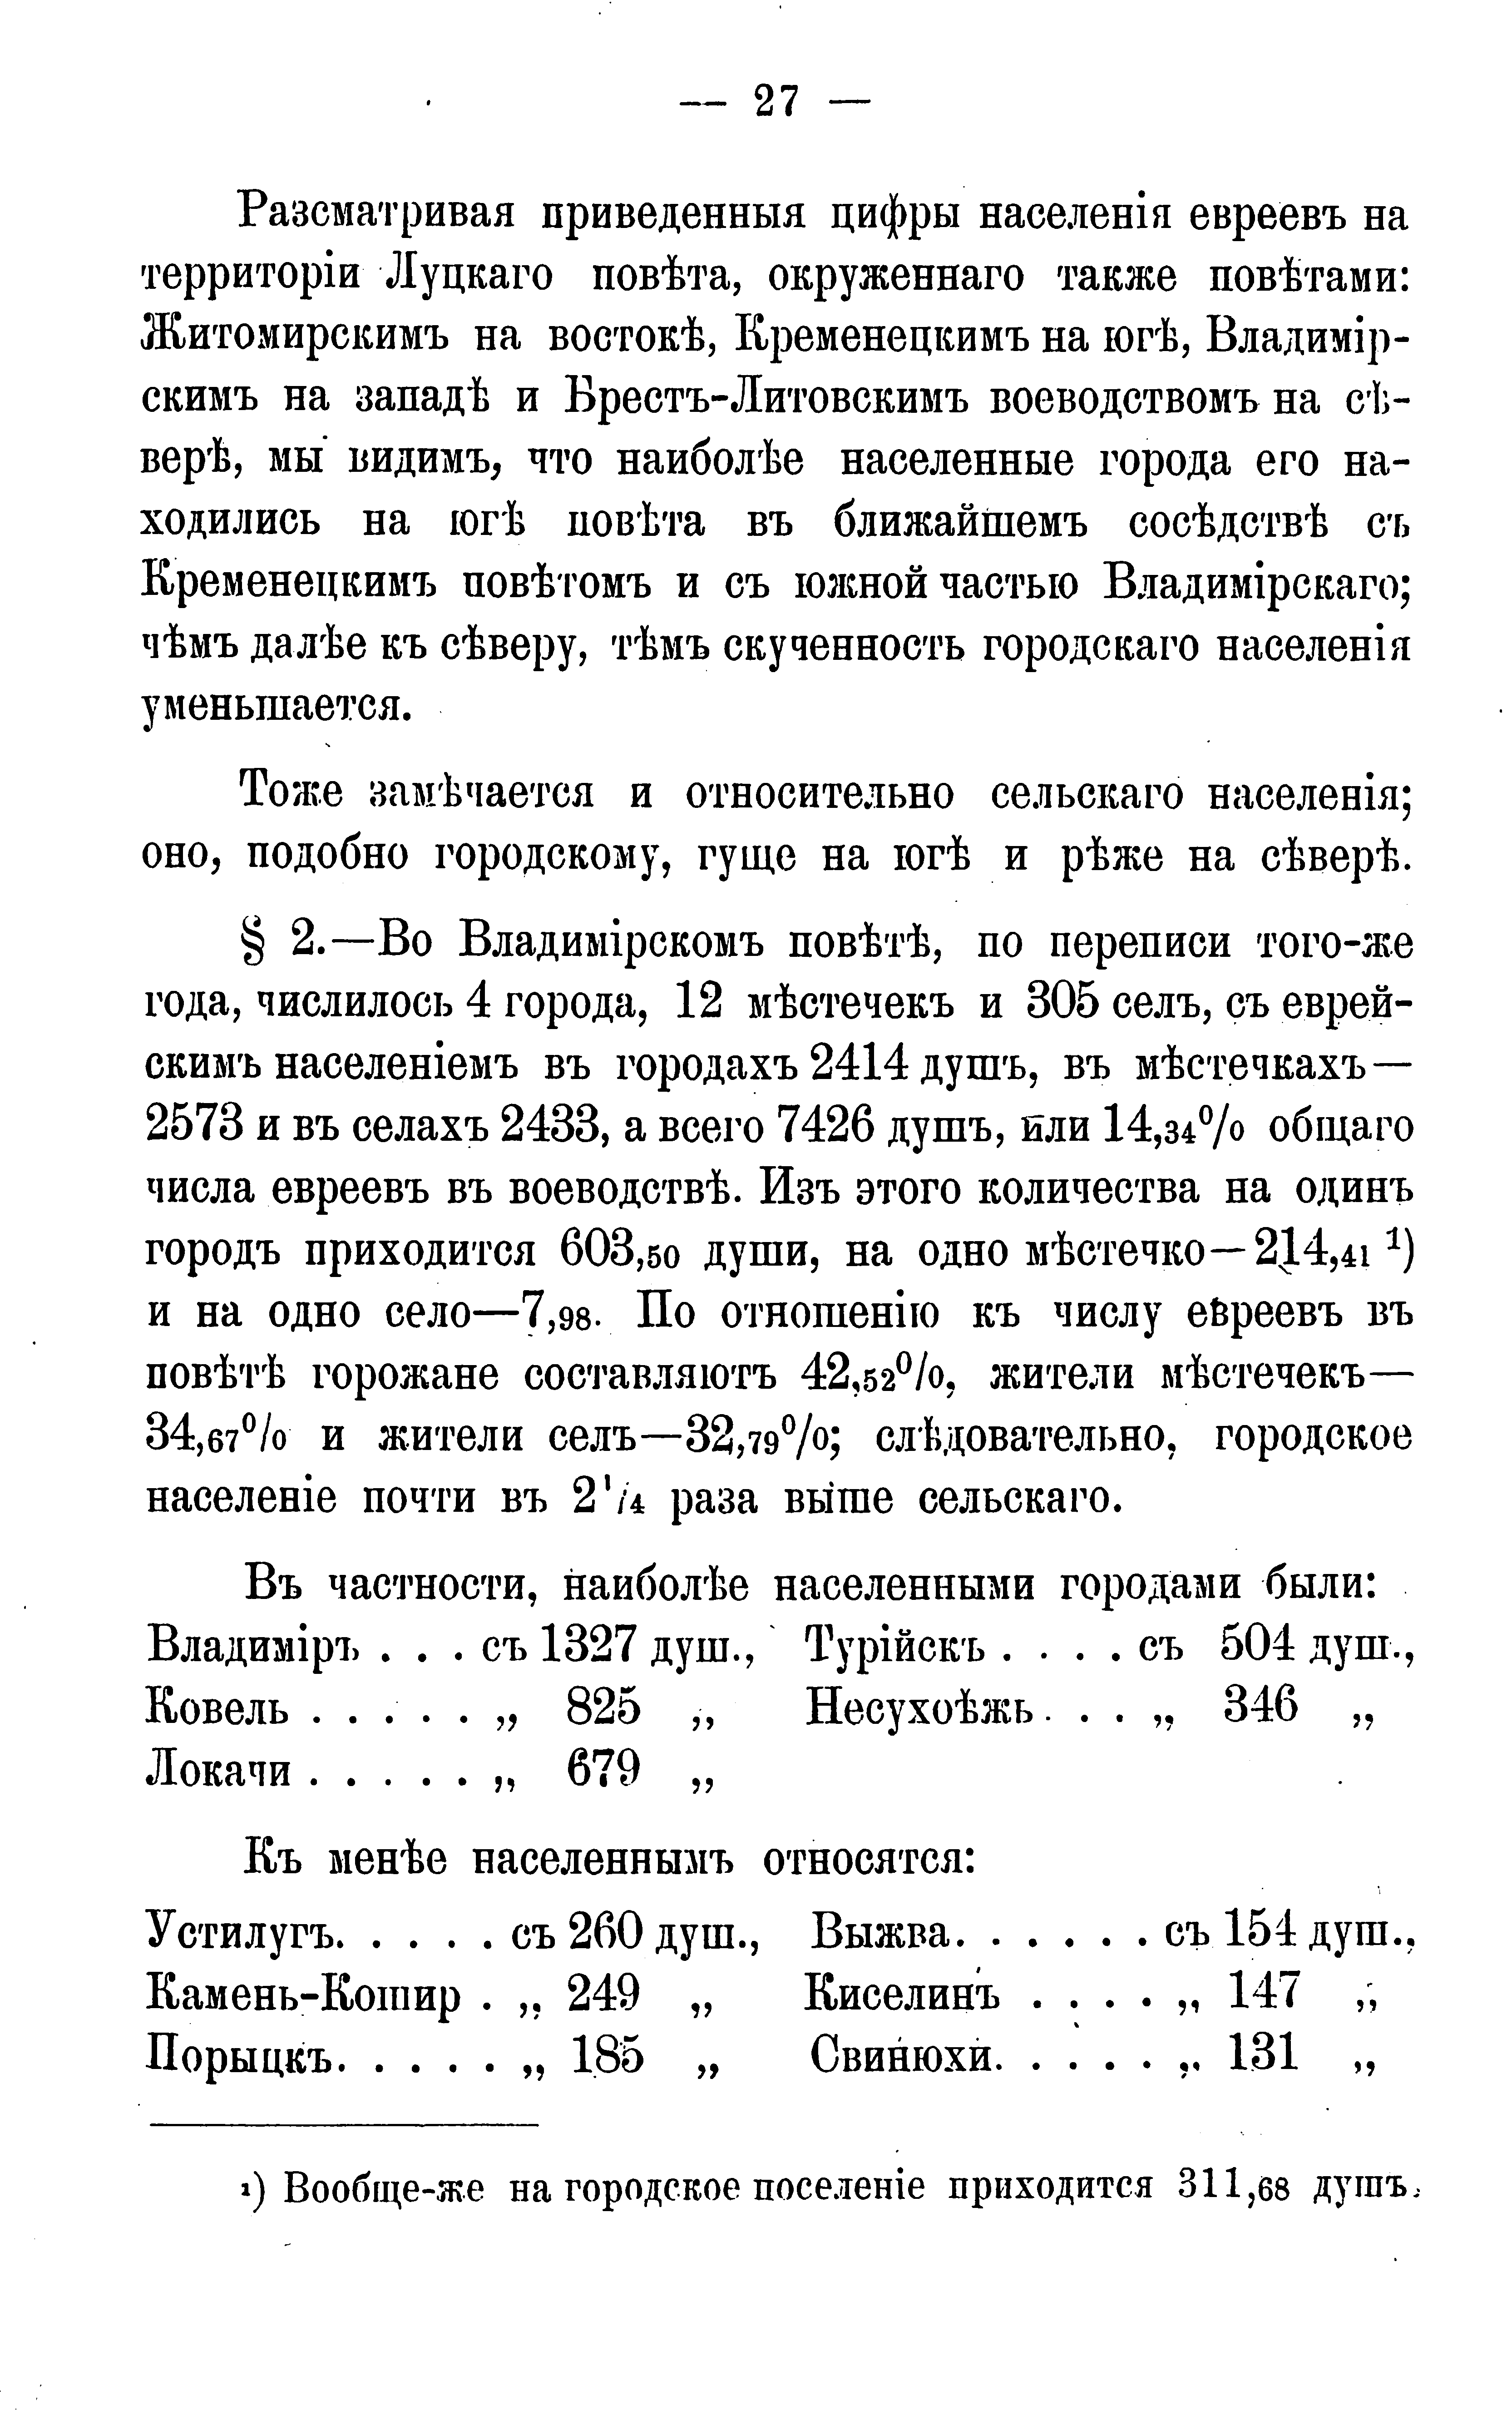 — 27 —
Разсматривая приведенныя цифры населенія евреевъ на
территоріи Луцкаго повѣта, окруженнаго также повѣтами:
Житомирскимъ на востокѣ, Кременецкимъ на югѣ, Владимір-
скимъ на западѣ и Брестъ-Литовскимъ воеводствомъ на сѣ-
верѣ, мы видимъ, что наиболѣе населенные города его на-
ходились на югѣ повѣта въ ближайшемъ сосѣдствѣ съ
Кременецкимъ повѣтомъ и съ южной частью Владимірскаго;
чѣмъ далѣе къ сѣверу, тѣмъ скученность городскаго населенія
уменьшается.
Тоже замѣчается и относительно сельскаго населенія;
оно, подобно городскому, гуще на югѣ и рѣже на сѣверѣ.
§ 2.—Во Владимірскомъ повѣтѣ, по переписи того-же
года, числилось 4 города, 12 мѣстечекъ и 305 селъ, съ еврей-
скимъ населеніемъ въ городахъ 2414 душъ, въ мѣстечкахъ—
2573 и въ селахъ 2433, а всего 7426 душъ, или 14,34% общаго
числа евреевъ въ воеводствѣ. Изъ этого количества на одинъ
городъ приходится 603,50 души, на одно мѣстечко—214,41 ¹)
и на одно село—7,98. По отношенію къ числу евреевъ въ
повѣтѣ горожане составляютъ 42,52%, жители мѣстечекъ—
34,67% и жители селъ—32,79%; слѣдовательно, городское
населеніе почти въ 2¹/₄ раза выше сельскаго.
Въ частности, наиболѣе населенными городами были:
Владиміръ . . . съ 1327 душ., Турійскъ . . . . съ 504 душ.,
Ковель . . . . . „ 825 „ Несухоѣжь . . . . „ 346 „
Локачи . . . . . „ 679 „
Къ менѣе населеннымъ относятся:
Устилугъ. . . . . съ 260 душ., Выжва. . . . . . съ 154 душ.,
Камень-Кошир . „ 249 „ Киселинъ . . . . „ 147 „
Порыцкъ. . . . . „ 185 „ Свинюхи. . . . . „ 131 „
¹) Вообще-же на городское поселеніе приходится 311,68 душъ.